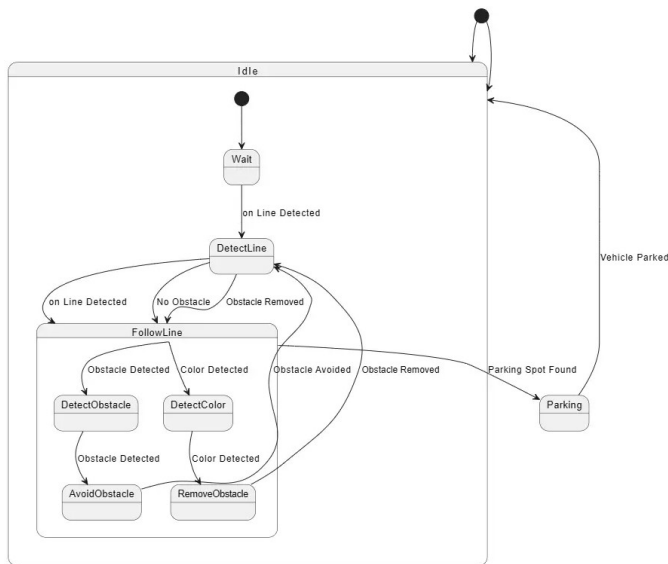 Idle
Wait
on Line Detected
DetectLine
Vehicle Parked
on Line Detected
No Obstacle
Obstacle Removed
FollowLine
Obstacle Detected
Color Detected
Obstacle Avoided
Obstacle Removed
Parking Spot Found
DetectObstacle
DetectColor
Parking
Obstacle Detected
Color Detected
AvoidObstacle
RemoveObstacle